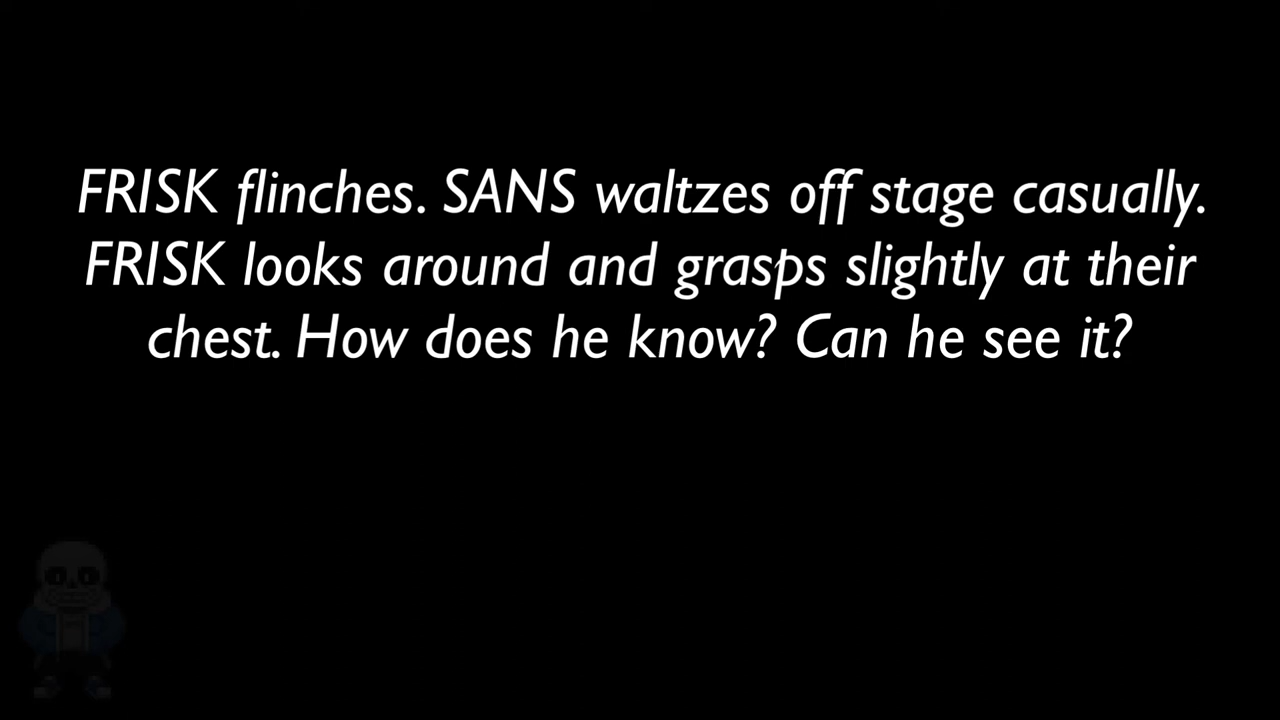 FRISK flinches. SANS waltzes off stage casually.
FRISK looks around and grasps slightly at their
chest. How does he know? Can he see it?